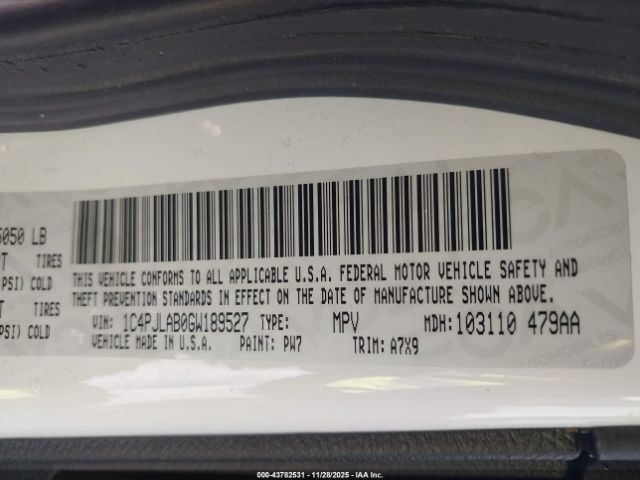 5050 LB
TIRES
PSI) COLD
TIRES
PSI) COLD
THIS VEHICLE CONFORMS TO ALL APPLICABLE U.S.A. FEDERAL MOTOR VEHICLE SAFETY AND
THEFT PREVENTION STANDARDS IN EFFECT ON THE DATE OF MANUFACTURE SHOWN ABOVE.
VIN: 1C4PJLAB0GW189527 TYPE: MPV MDH: 103110 479AA
VEHICLE MADE IN U.S.A. PAINT: PW7 TRIM: A7X9
000-43782531 - 11/28/2025 - IAA Inc.